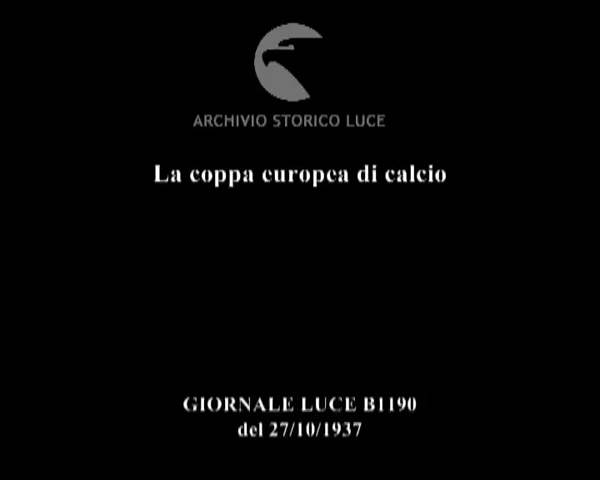 ARCHIVIO STORICO LUCE
La coppa europea di calcio
GIORNALE LUCE B1190
del 27/10/1937